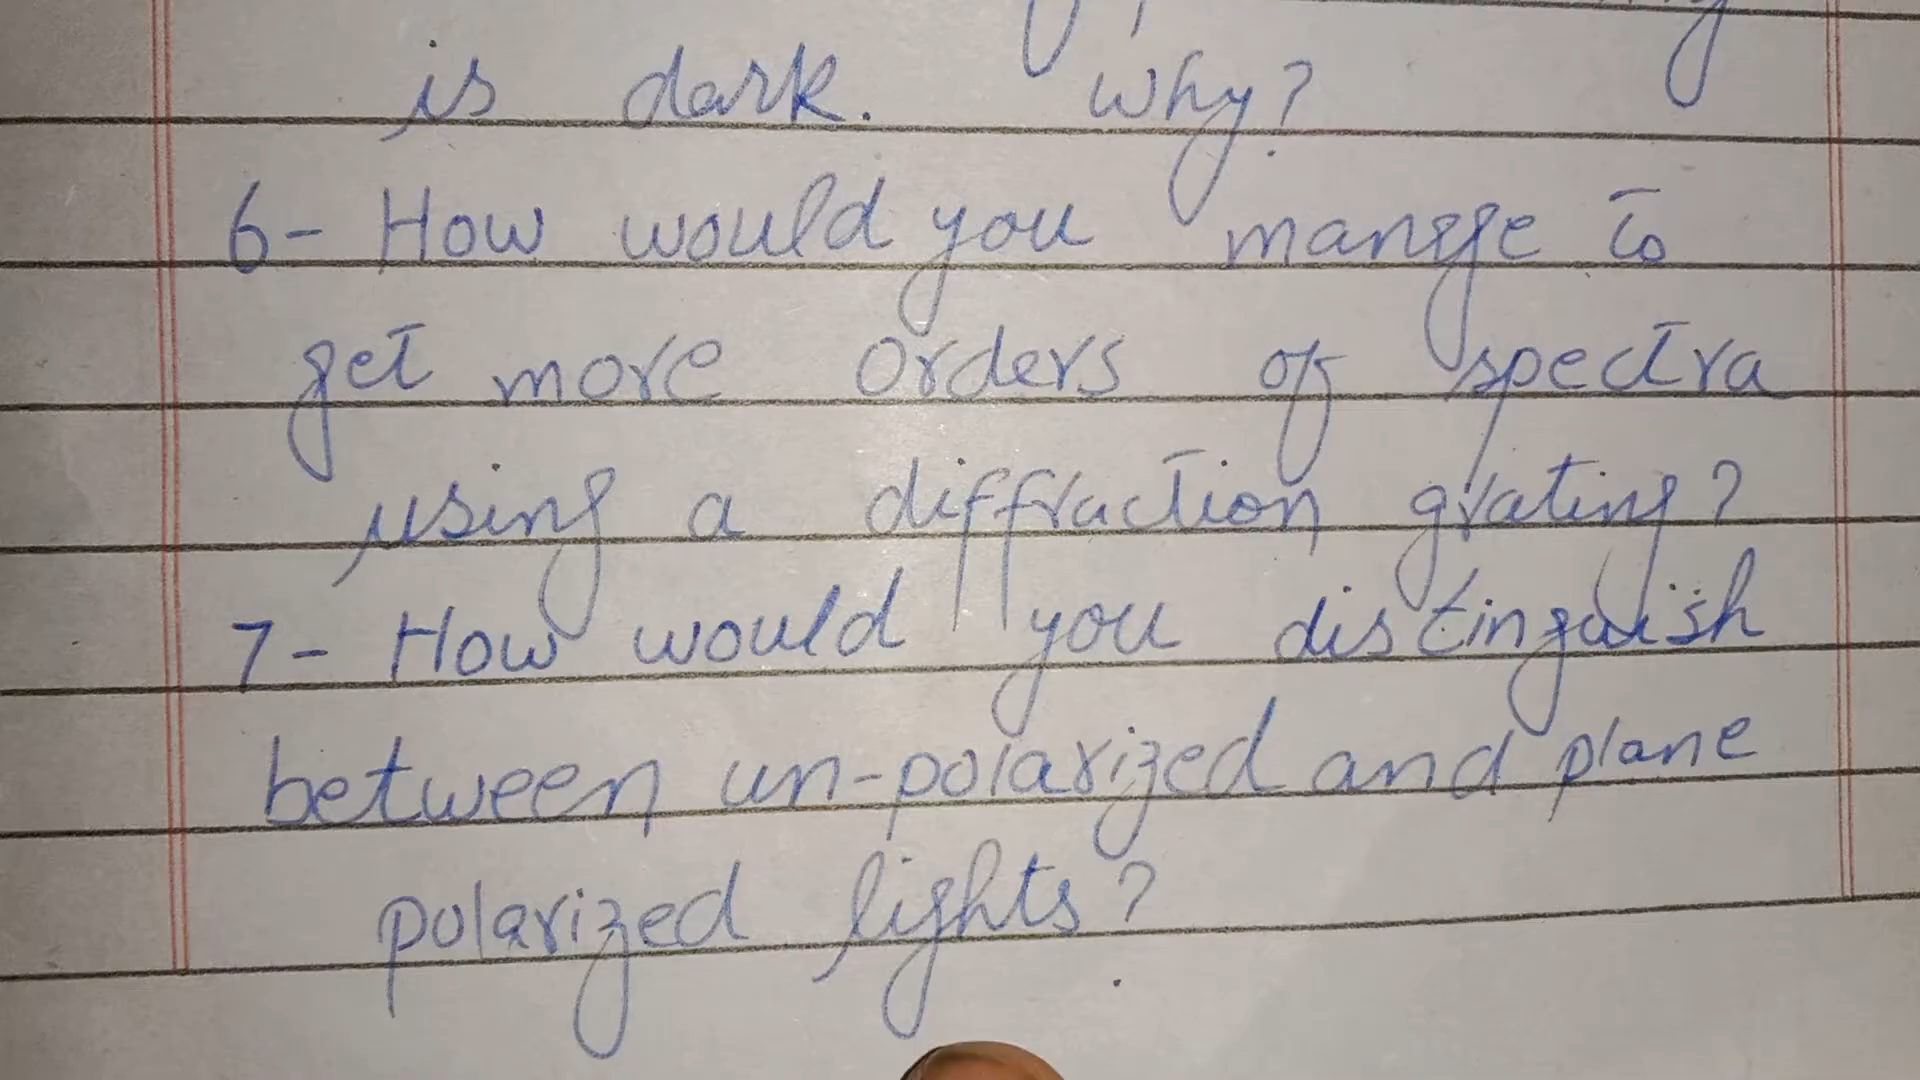 is dark. Why?
6- How would you mange to
get more orders of spectra
using a diffraction grating?
7- How would you distinguish
between un-polarized and plane
polarized lights?